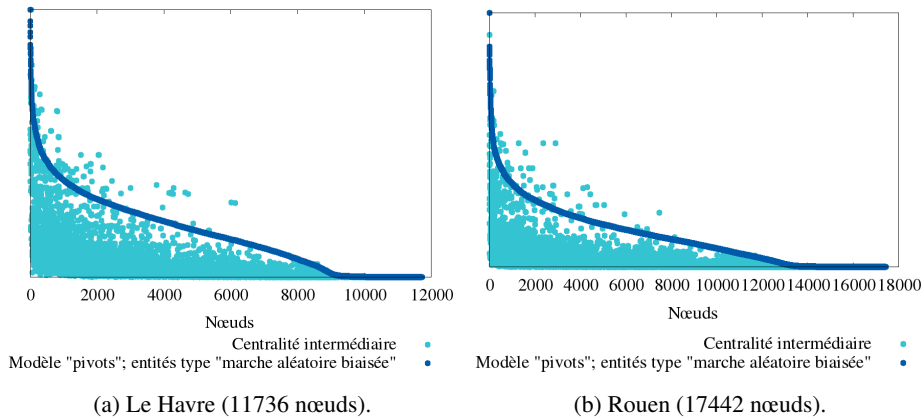 0 2000 4000 6000 8000 10000 12000
Nœuds
Centralité intermédiaire
Modèle "pivots"; entités type "marche aléatoire biaisée"
(a) Le Havre (11736 nœuds).
0 2000 4000 6000 8000 10000 12000 14000 16000 18000
Nœuds
Centralité intermédiaire
Modèle "pivots"; entités type "marche aléatoire biaisée"
(b) Rouen (17442 nœuds).